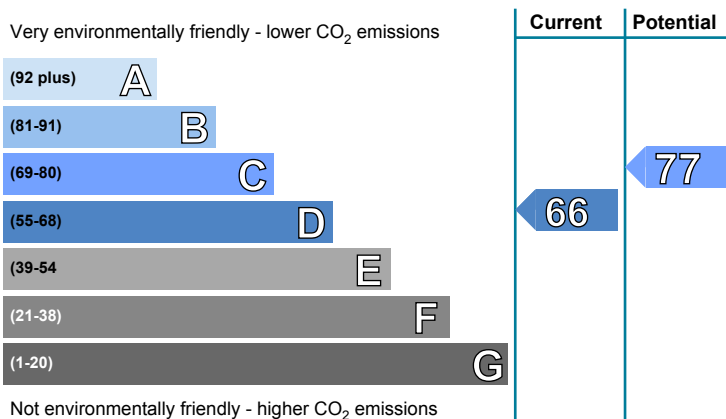 Current Potential
Very environmentally friendly - lower CO2 emissions
(92 plus) A
(81-91) B
(69-80) C
77
(55-68) D
66
(39-54 E
(21-38) F
(1-20) G
Not environmentally friendly - higher CO2 emissions